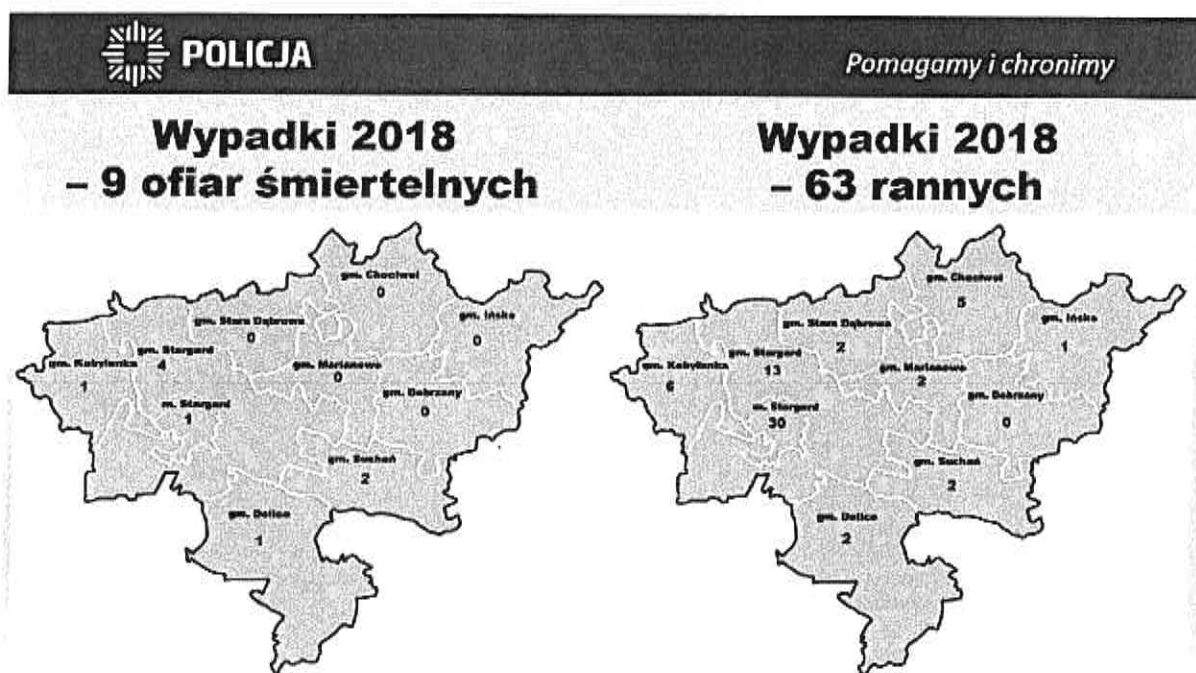 POLICJA
Pomagamy i chronimy
Wypadki 2018
– 9 ofiar śmiertelnych
gm. Chociwel
0
gm. Ińsko
0
gm. Stara Dąbrowa
0
gm. Stargard
4
gm. Kobylanka
1
gm. Marianowo
0
gm. Dobrzany
0
m. Stargard
1
gm. Suchań
2
gm. Dolice
1
Wypadki 2018
– 63 rannych
gm. Chociwel
5
gm. Ińsko
1
gm. Stara Dąbrowa
2
gm. Stargard
13
gm. Kobylanka
6
gm. Marianowo
2
gm. Dobrzany
0
m. Stargard
30
gm. Suchań
2
gm. Dolice
2